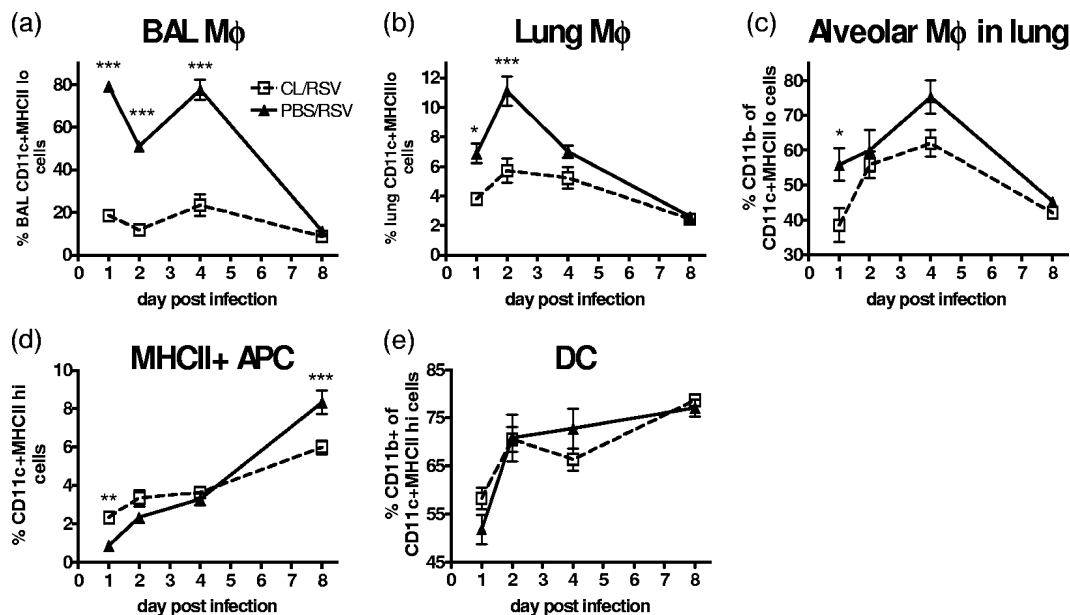 (a)
BAL Mϕ
% BAL CD11c+MHCII lo
cells
80
60
40
20
0
***
***
***
CL/RSV
PBS/RSV
0 1 2 3 4 5 6 7 8
day post infection
(b)
Lung Mϕ
% lung CD11c+MHCIIlo
cells
12
10
8
6
4
2
0
*
***
0 1 2 3 4 5 6 7 8
day post infection
(c)
Alveolar Mϕ in lung
% CD11b- of
CD11c+MHCII lo cells
90
80
70
60
50
40
30
*
0 1 2 3 4 5 6 7 8
day post infection
(d)
MHCII+ APC
% CD11c+MHCII hi
cells
10
8
6
4
2
0
**
***
0 1 2 3 4 5 6 7 8
day post infection
(e)
DC
% CD11b+ of
CD11c+MHCII hi cells
85
75
65
55
45
0 1 2 3 4 5 6 7 8
day post infection